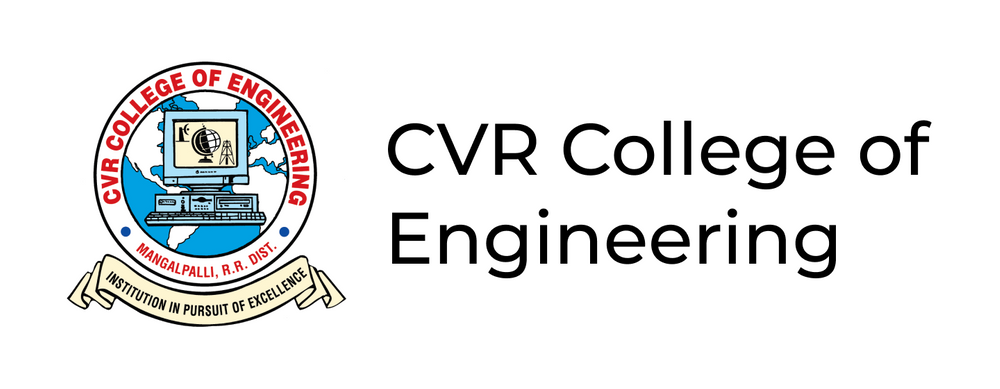 CVR COLLEGE OF ENGINEERING
MANGALPALLI, R.R. DIST.
INSTITUTION IN PURSUIT OF EXCELLENCE
CVR College of
Engineering